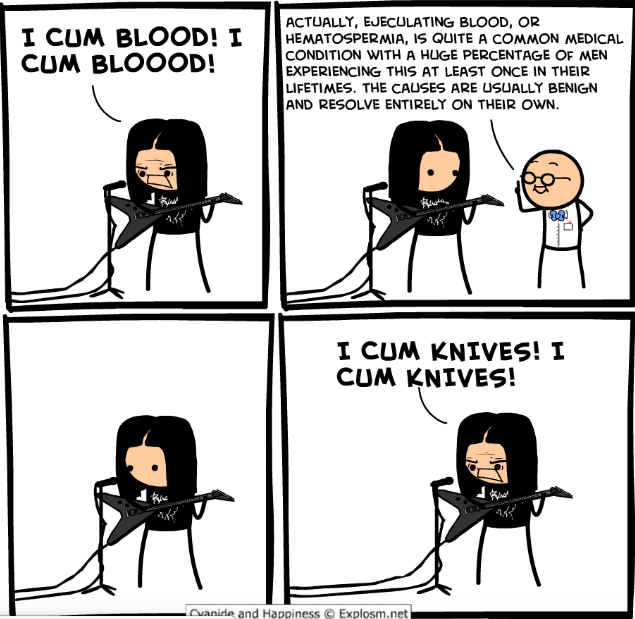 I CUM BLOOD! I
CUM BLOOOD!
ACTUALLY, EJECULATING BLOOD, OR
HEMATOSPERMIA, IS QUITE A COMMON MEDICAL
CONDITION WITH A HUGE PERCENTAGE OF MEN
EXPERIENCING THIS AT LEAST ONCE IN THEIR
LIFETIMES. THE CAUSES ARE USUALLY BENIGN
AND RESOLVE ENTIRELY ON THEIR OWN.
I CUM KNIVES! I
CUM KNIVES!
Cyanide and Happiness © Explosm.net